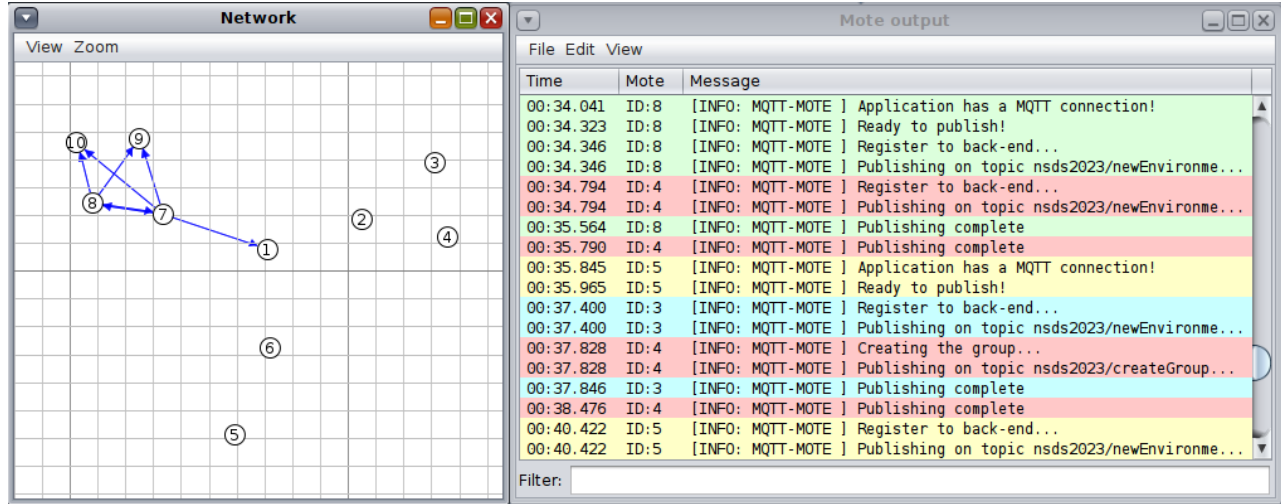 Network
View Zoom
10
9
3
8
7
2
4
1
6
5
Mote output
File Edit View
Time Mote Message
00:34.041 ID:8 [INFO: MQTT-MOTE ] Application has a MQTT connection!
00:34.323 ID:8 [INFO: MQTT-MOTE ] Ready to publish!
00:34.346 ID:8 [INFO: MQTT-MOTE ] Register to back-end...
00:34.346 ID:8 [INFO: MQTT-MOTE ] Publishing on topic nsds2023/newEnvironme...
00:34.794 ID:4 [INFO: MQTT-MOTE ] Register to back-end...
00:34.794 ID:4 [INFO: MQTT-MOTE ] Publishing on topic nsds2023/newEnvironme...
00:35.564 ID:8 [INFO: MQTT-MOTE ] Publishing complete
00:35.790 ID:4 [INFO: MQTT-MOTE ] Publishing complete
00:35.845 ID:5 [INFO: MQTT-MOTE ] Application has a MQTT connection!
00:35.965 ID:5 [INFO: MQTT-MOTE ] Ready to publish!
00:37.400 ID:3 [INFO: MQTT-MOTE ] Register to back-end...
00:37.400 ID:3 [INFO: MQTT-MOTE ] Publishing on topic nsds2023/newEnvironme...
00:37.828 ID:4 [INFO: MQTT-MOTE ] Creating the group...
00:37.828 ID:4 [INFO: MQTT-MOTE ] Publishing on topic nsds2023/createGroup...
00:37.846 ID:3 [INFO: MQTT-MOTE ] Publishing complete
00:38.476 ID:4 [INFO: MQTT-MOTE ] Publishing complete
00:40.422 ID:5 [INFO: MQTT-MOTE ] Register to back-end...
00:40.422 ID:5 [INFO: MQTT-MOTE ] Publishing on topic nsds2023/newEnvironme...
Filter: